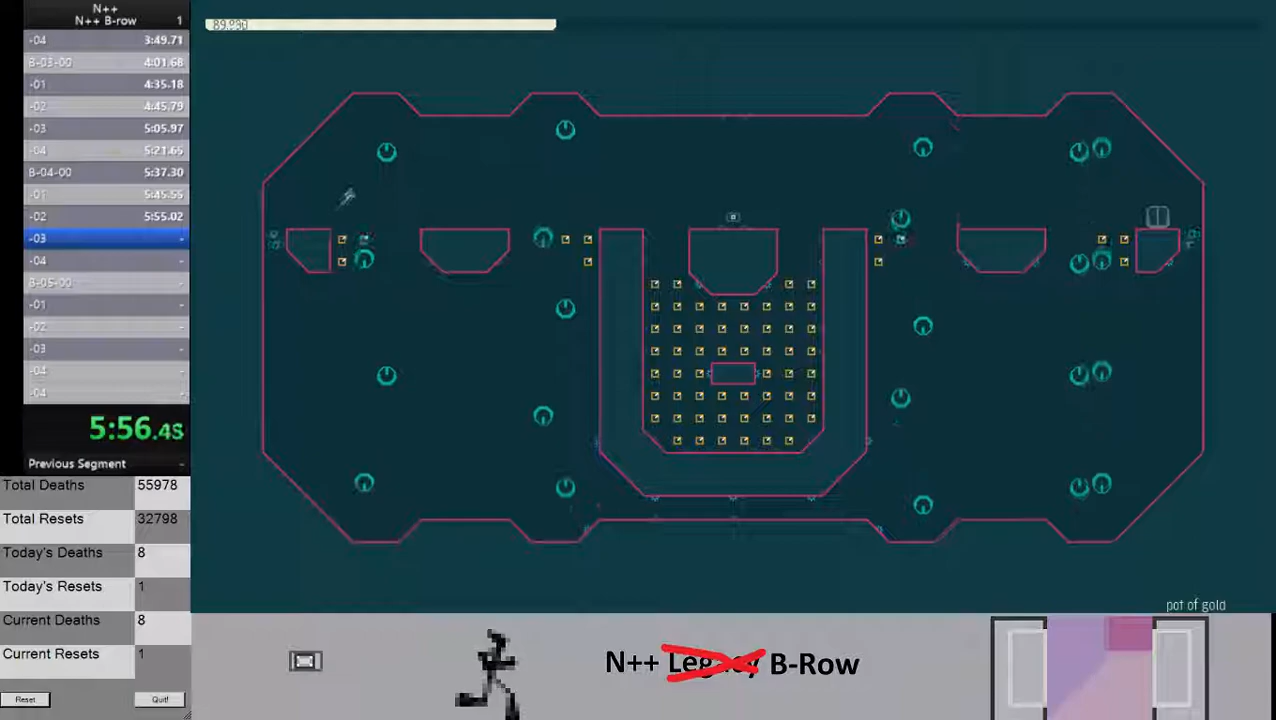 N++
N++ B-row 1
-04 3:49.71
B-03-00 4:01.68
-01 4:35.18
-02 4:45.79
-03 5:05.97
-04 5:21.65
B-04-00 5:37.30
-01 5:45.55
-02 5:55.02
-03 -
-04 -
B-05-00 -
-01 -
-02 -
-03 -
-04 -
-04 -
5:56.48
Previous Segment -
Total Deaths 55978
Total Resets 32798
Today's Deaths 8
Today's Resets 1
Current Deaths 8
Current Resets 1
Reset Quit!
pot of gold
N++ Legacy B-Row